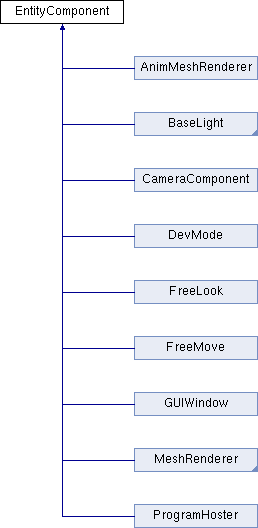 EntityComponent
AnimMeshRenderer
BaseLight
CameraComponent
DevMode
FreeLook
FreeMove
GUIWindow
MeshRenderer
ProgramHoster